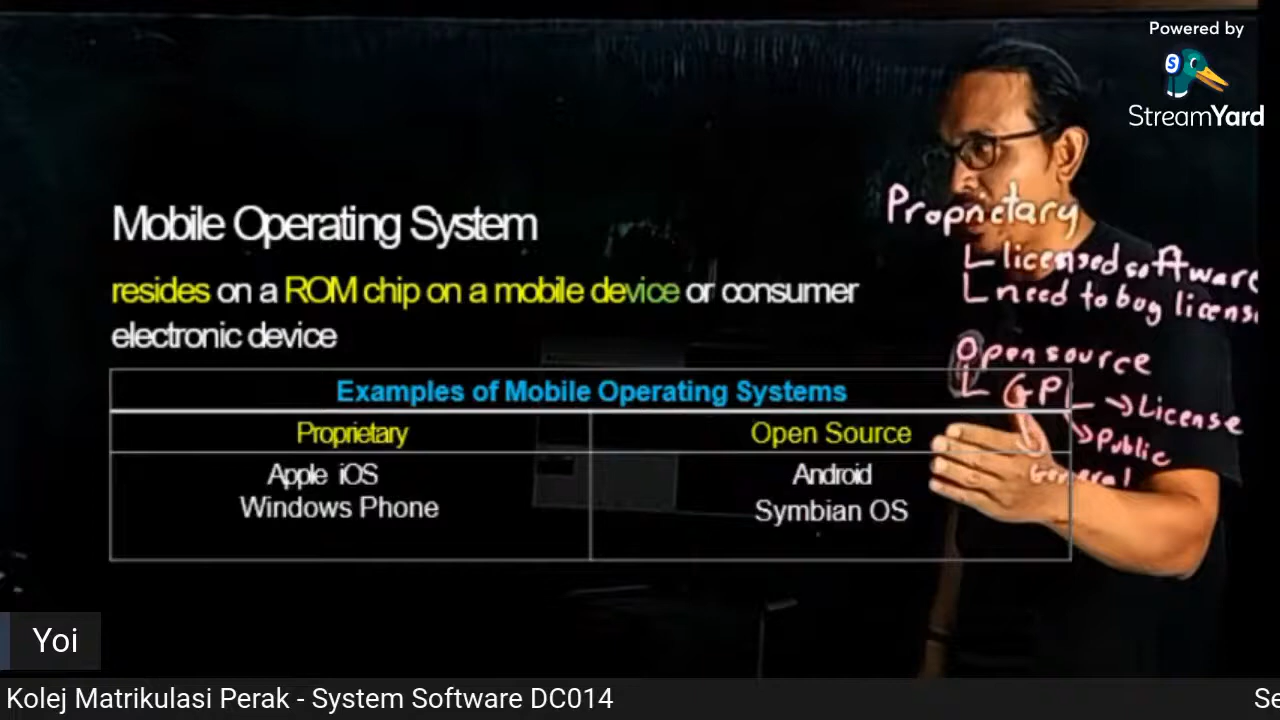 Powered by
StreamYard
Mobile Operating System
resides on a ROM chip on a mobile device or consumer
electronic device
Examples of Mobile Operating Systems
Proprietary
Open Source
Apple iOS
Android
Windows Phone
Symbian OS
Proprietary
licensed software
need to buy
Open source
GPL
License
Public
General
Yoi
Kolej Matrikulasi Perak - System Software DC014